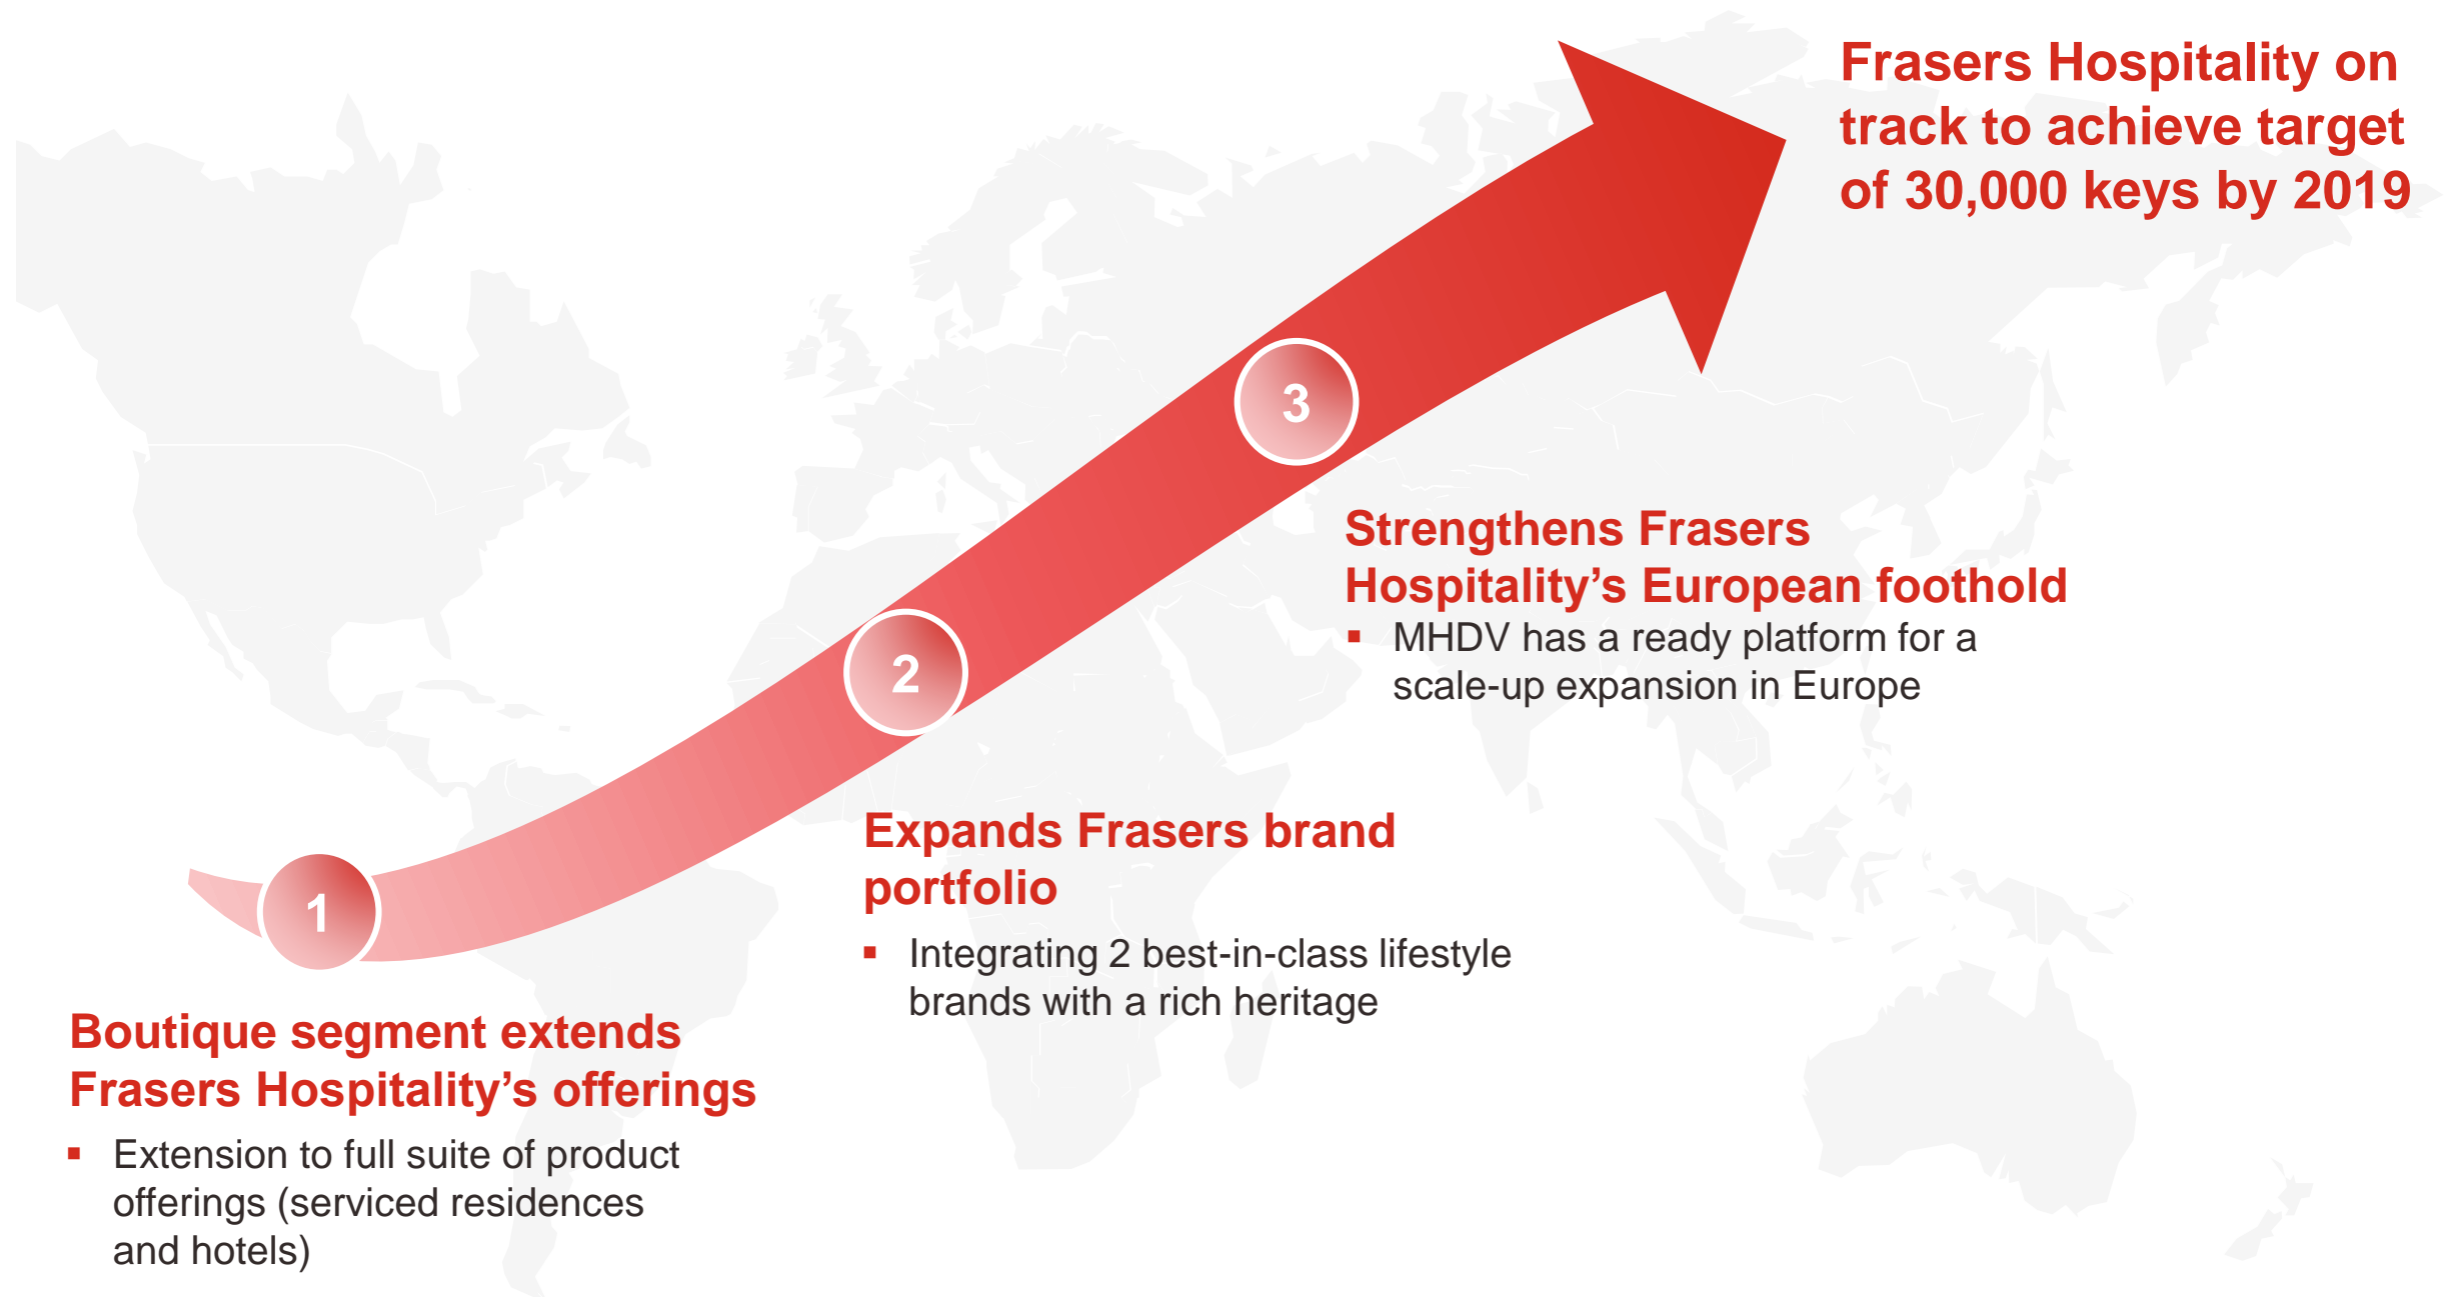 Frasers Hospitality on
track to achieve target
of 30,000 keys by 2019
3
Strengthens Frasers
Hospitality’s European foothold
▪ MHDV has a ready platform for a
scale-up expansion in Europe
2
Expands Frasers brand
portfolio
▪ Integrating 2 best-in-class lifestyle
brands with a rich heritage
1
Boutique segment extends
Frasers Hospitality’s offerings
▪ Extension to full suite of product
offerings (serviced residences
and hotels)